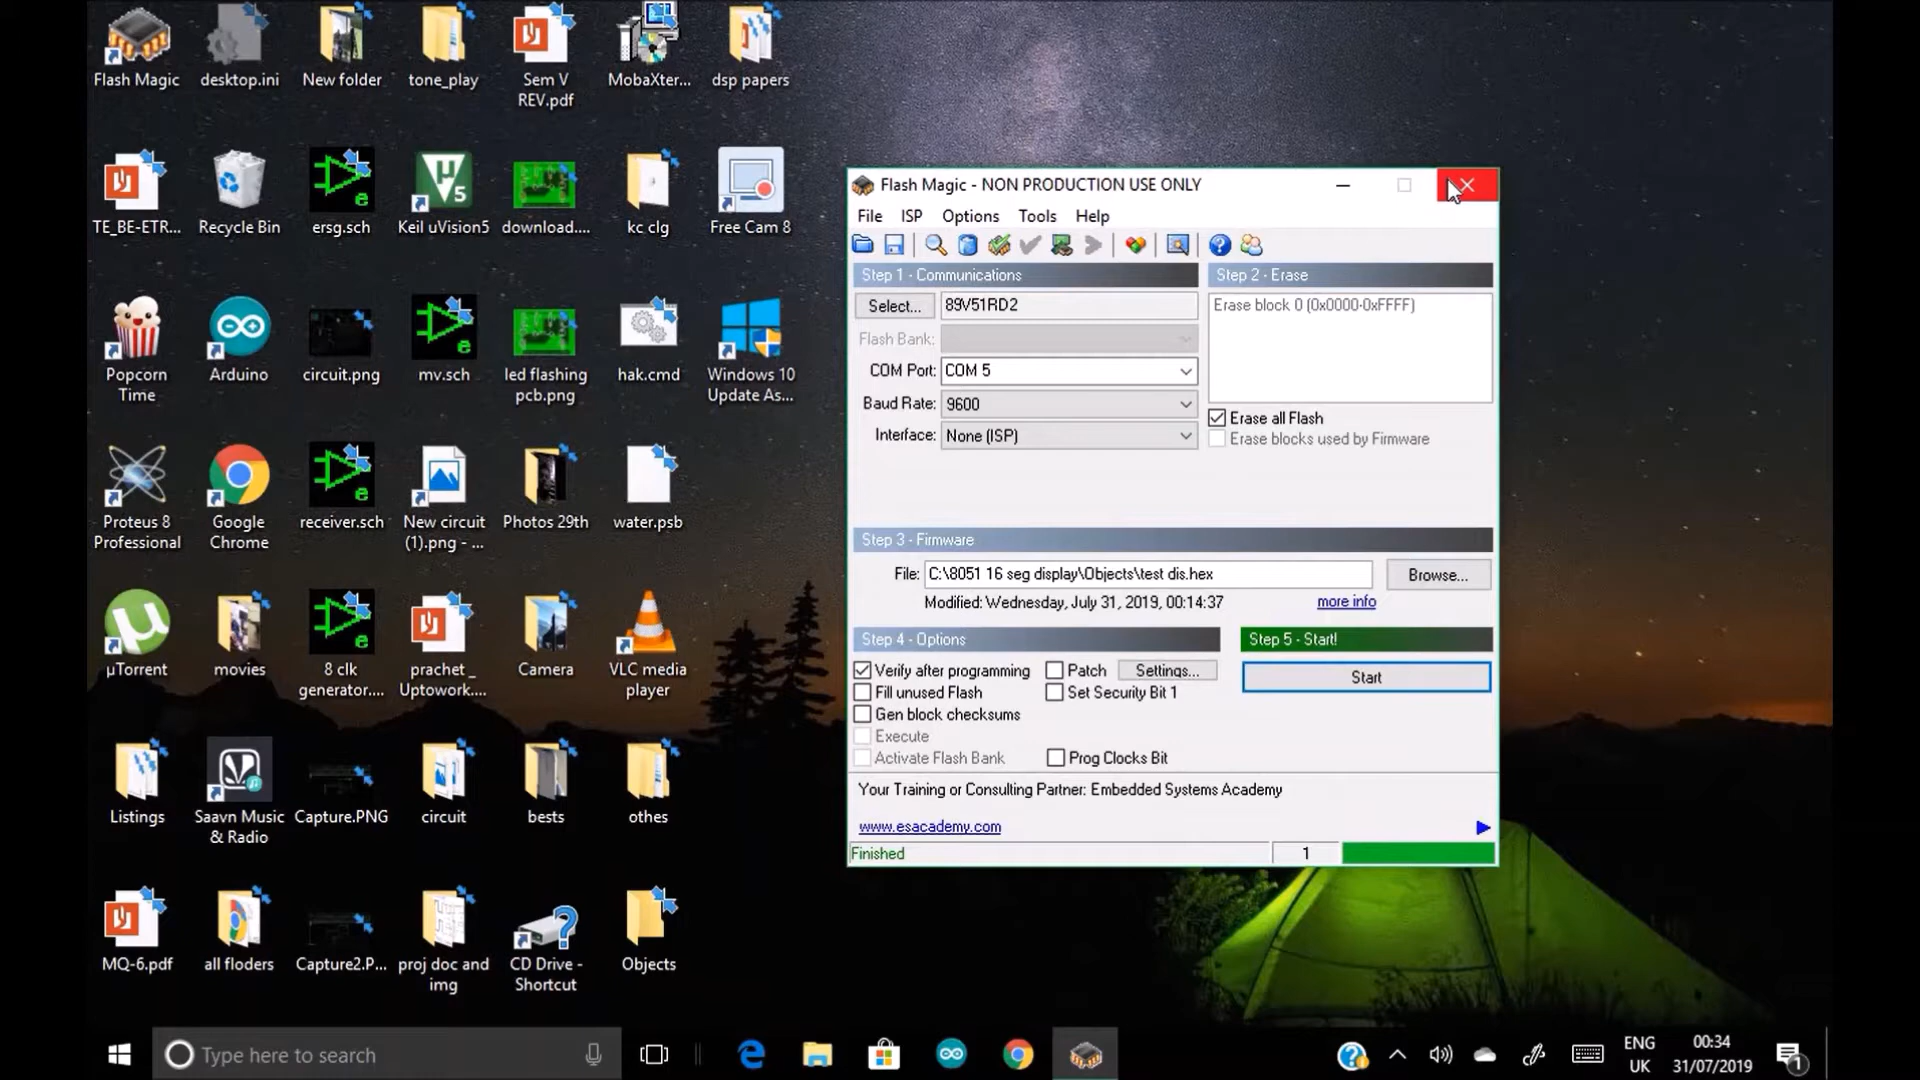 Flash Magic
desktop.ini
New folder
tone_play
Sem V
REV.pdf
MobaXter...
dsp papers
TE_BE-ETR...
Recycle Bin
ersg.sch
Keil uVision5
download....
kc clg
Free Cam 8
Popcorn
Time
Arduino
circuit.png
mv.sch
led flashing
pcb.png
hak.cmd
Windows 10
Update As...
Proteus 8
Professional
Google
Chrome
receiver.sch
New circuit
(1).png - ...
Photos 29th
water.psb
µTorrent
movies
8 clk
generator....
prachet_
Uptowork....
Camera
VLC media
player
Listings
Saavn Music
& Radio
Capture.PNG
circuit
bests
othes
MQ-6.pdf
all floders
Capture2.P...
proj doc and
img
CD Drive -
Shortcut
Objects
Flash Magic - NON PRODUCTION USE ONLY
File ISP Options Tools Help
Step 1 - Communications
Select... 89V51RD2
Flash Bank:
COM Port: COM 5
Baud Rate: 9600
Interface: None (ISP)
Step 2 - Erase
Erase block 0 (0x0000-0xFFFF)
Erase all Flash
Erase blocks used by Firmware
Step 3 - Firmware
File: C:\8051 16 seg display\Objects\test dis.hex Browse...
Modified: Wednesday, July 31, 2019, 00:14:37 more info
Step 4 - Options
Verify after programming Patch Settings...
Fill unused Flash Set Security Bit 1
Gen block checksums
Execute
Activate Flash Bank Prog Clocks Bit
Step 5 - Start!
Start
Your Training or Consulting Partner: Embedded Systems Academy
www.esacademy.com
Finished 1
Type here to search
ENG
UK
00:34
31/07/2019
1